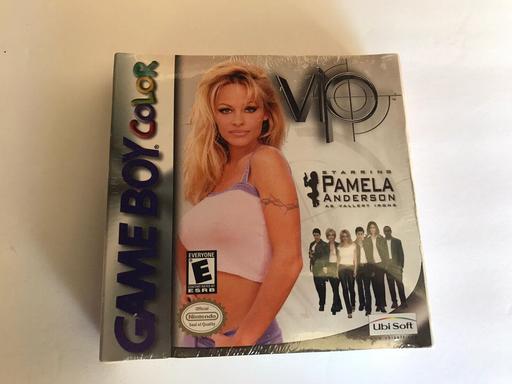 GAME BOY COLOR
VIP
STARRING
PAMELA
ANDERSON
AS VALLERY IRONS
EVERYONE
E
ESRB
Official
Nintendo
Seal of Quality
Ubi Soft